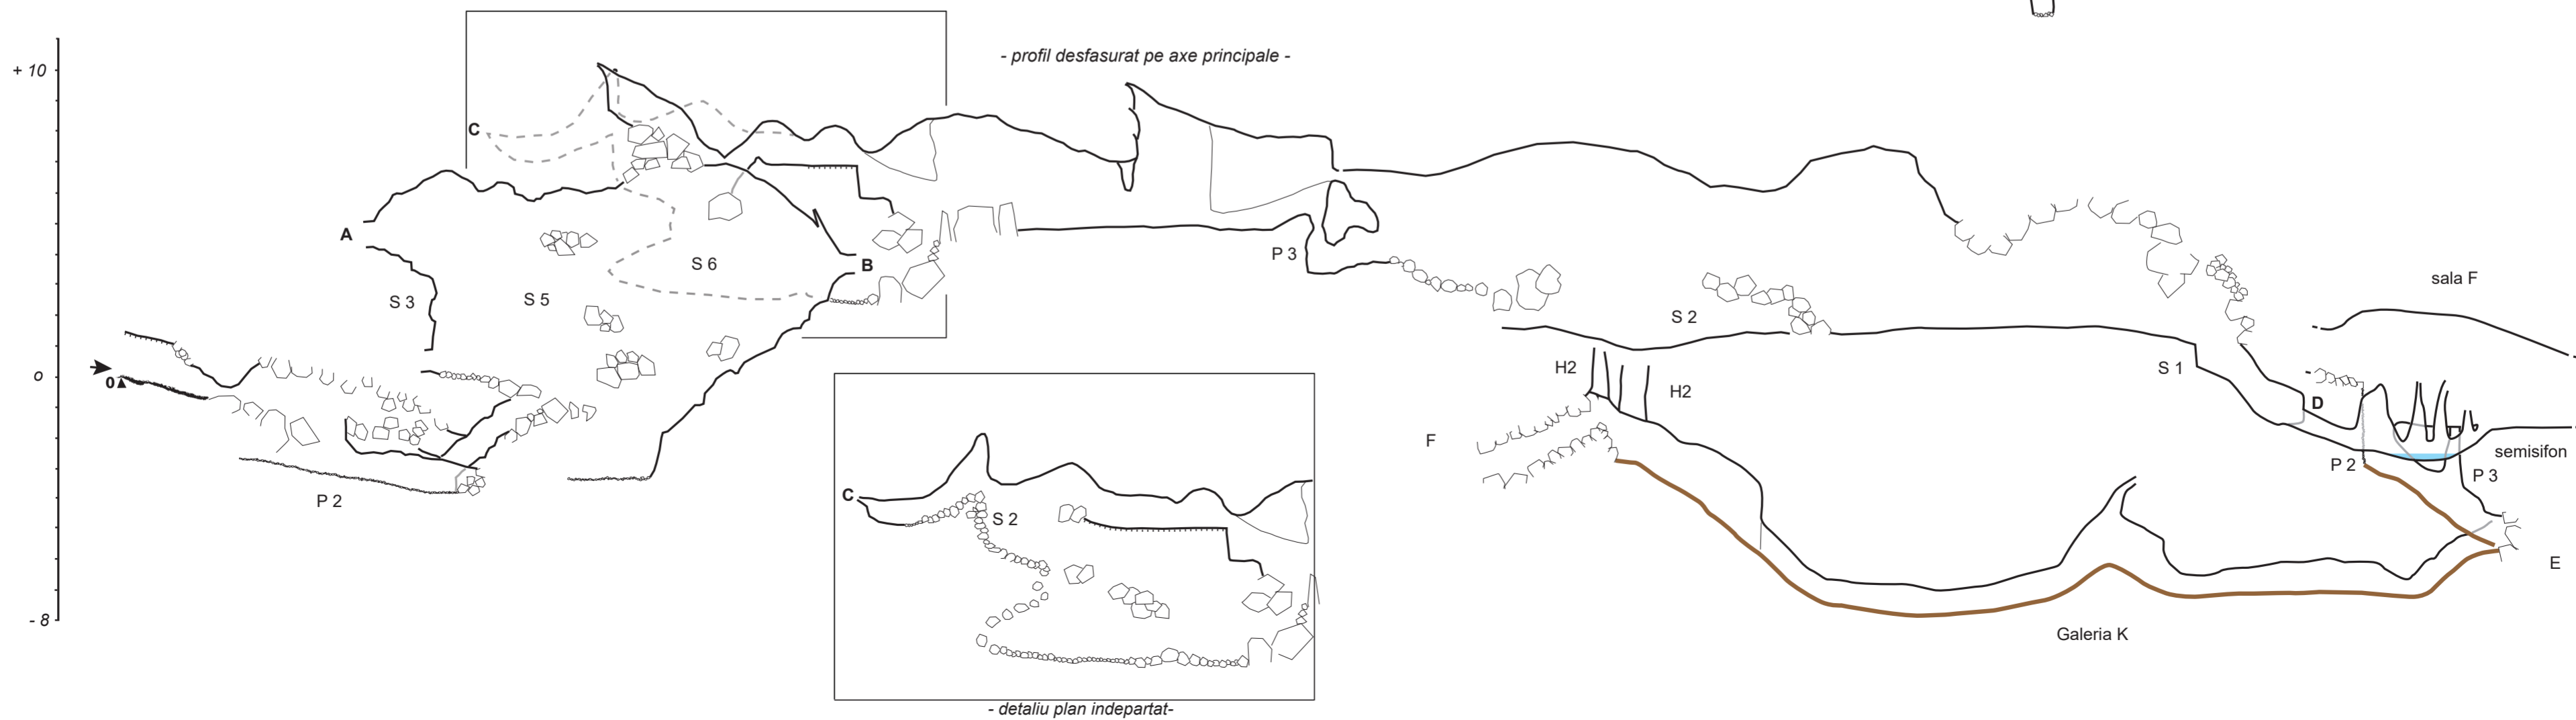 - profil desfasurat pe axe principale -
+ 10
C
A
B
S 6
S 3
S 5
P 3
S 2
sala F
o
0
S 1
H2
H2
D
F
semisifon
P 2
P 3
P 2
C
S 2
E
Galeria K
- 8
- detaliu plan indepartat-